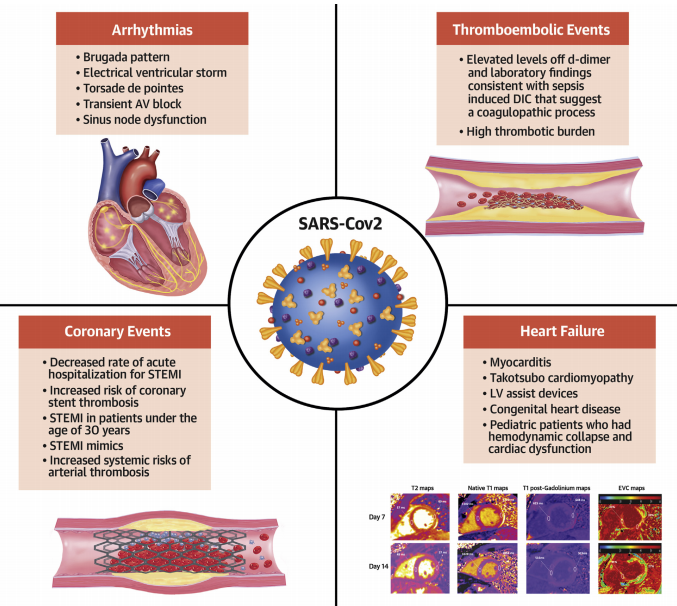 Arrhythmias
• Brugada pattern
• Electrical ventricular storm
• Torsade de pointes
• Transient AV block
• Sinus node dysfunction
Thromboembolic Events
• Elevated levels off d-dimer
and laboratory findings
consistent with sepsis
induced DIC that suggest
a coagulopathic process
• High thrombotic burden
SARS-Cov2
Coronary Events
• Decreased rate of acute
hospitalization for STEMI
• Increased risk of coronary
stent thrombosis
• STEMI in patients under the
age of 30 years
• STEMI mimics
• Increased systemic risks of
arterial thrombosis
Heart Failure
• Myocarditis
• Takotsubo cardiomyopathy
• LV assist devices
• Congenital heart disease
• Pediatric patients who had
hemodynamic collapse and
cardiac dysfunction
T2 maps Native T1 maps T1 post-Gadolinium maps EVC maps
Day 7
Day 14